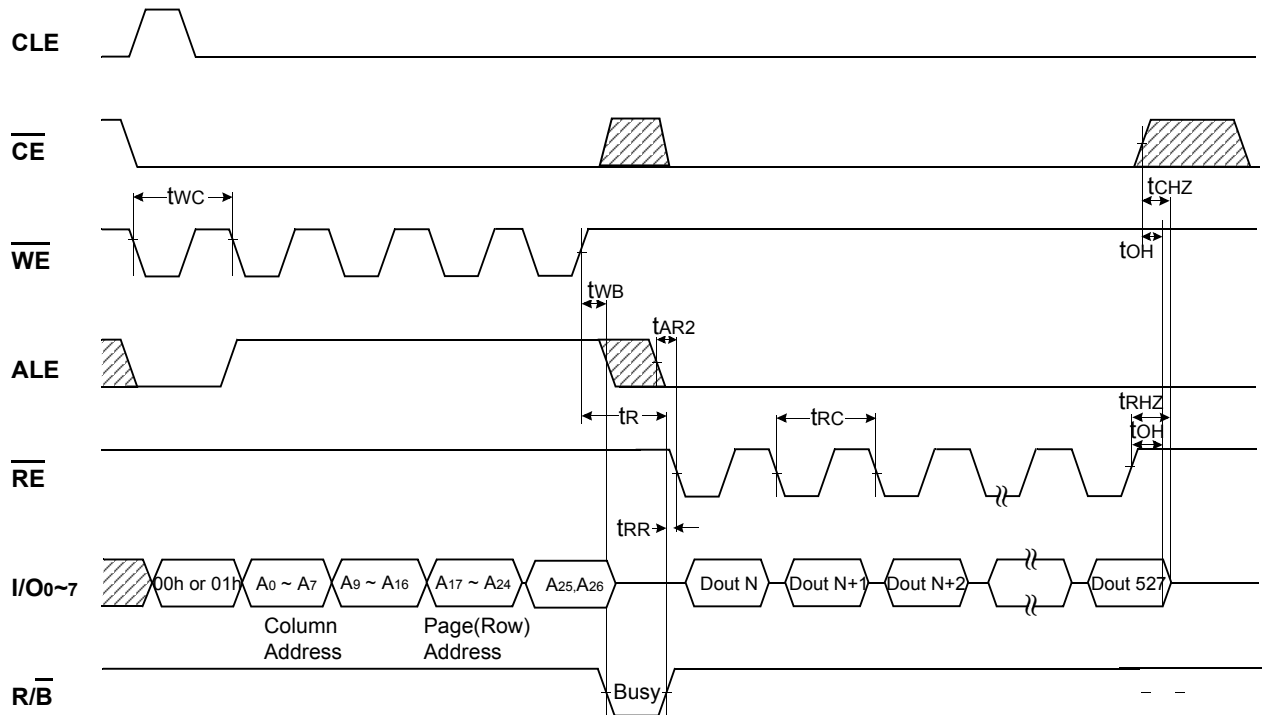 CLE
CE
tCHZ
tWC
tOH
WE
tWB
tAR2
ALE
tRHZ
tR
tRC
tOH
RE
tRR
I/O0~7
00h or 01h
A0 ~ A7
A9 ~ A16
A17 ~ A24
A25,A26
Dout N
Dout N+1
Dout N+2
Dout 527
Column
Address
Page(Row)
Address
R/B
Busy